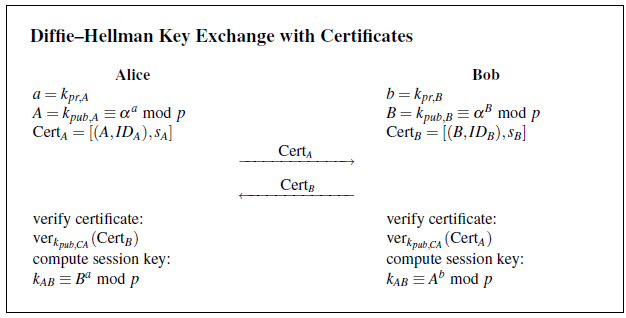 Diffie–Hellman Key Exchange with Certificates
Alice
a = k_{pr,A}
A = k_{pub,A} ≡ α^a mod p
Cert_A = [(A, ID_A), s_A]
Bob
b = k_{pr,B}
B = k_{pub,B} ≡ α^B mod p
Cert_B = [(B, ID_B), s_B]
Cert_A
Cert_B
verify certificate:
ver_{k_{pub,CA}}(Cert_B)
compute session key:
k_{AB} ≡ B^a mod p
verify certificate:
ver_{k_{pub,CA}}(Cert_A)
compute session key:
k_{AB} ≡ A^b mod p